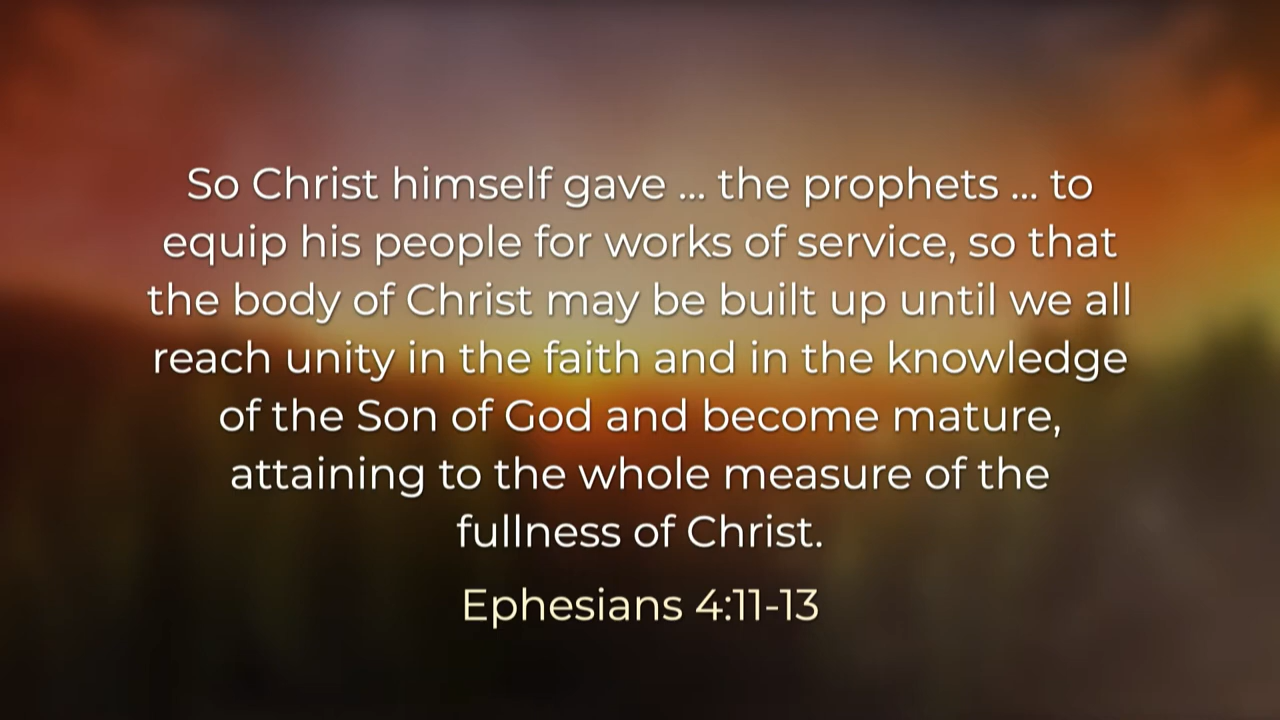 So Christ himself gave ... the prophets ... to
equip his people for works of service, so that
the body of Christ may be built up until we all
reach unity in the faith and in the knowledge
of the Son of God and become mature,
attaining to the whole measure of the
fullness of Christ.
Ephesians 4:11-13